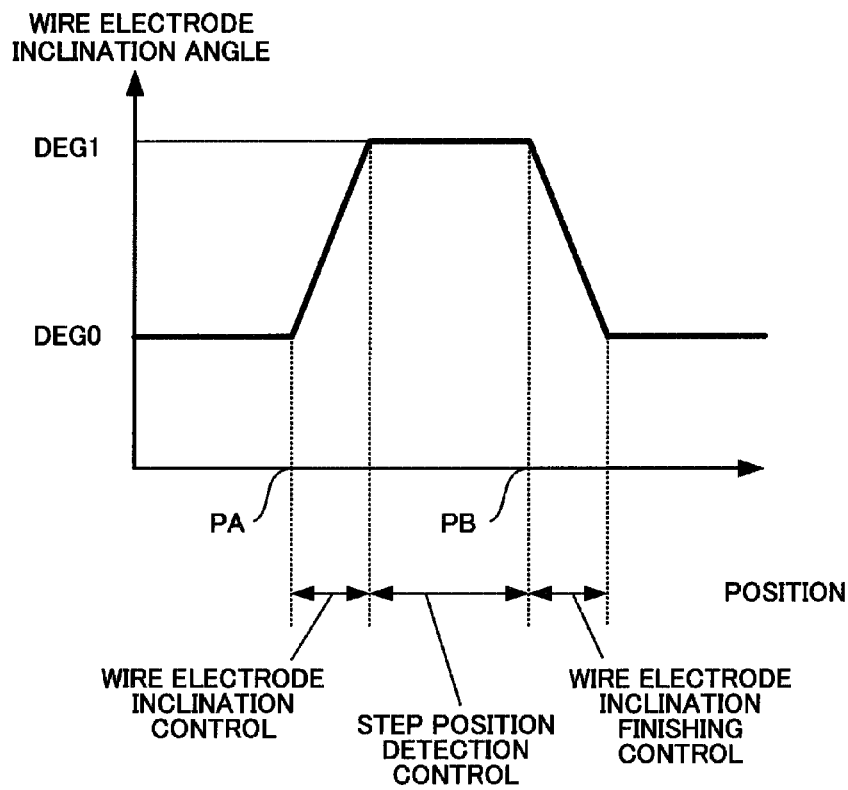 WIRE ELECTRODE
INCLINATION ANGLE
DEG1
DEG0
PA
PB
POSITION
WIRE ELECTRODE
INCLINATION
CONTROL
STEP POSITION
DETECTION
CONTROL
WIRE ELECTRODE
INCLINATION
FINISHING
CONTROL